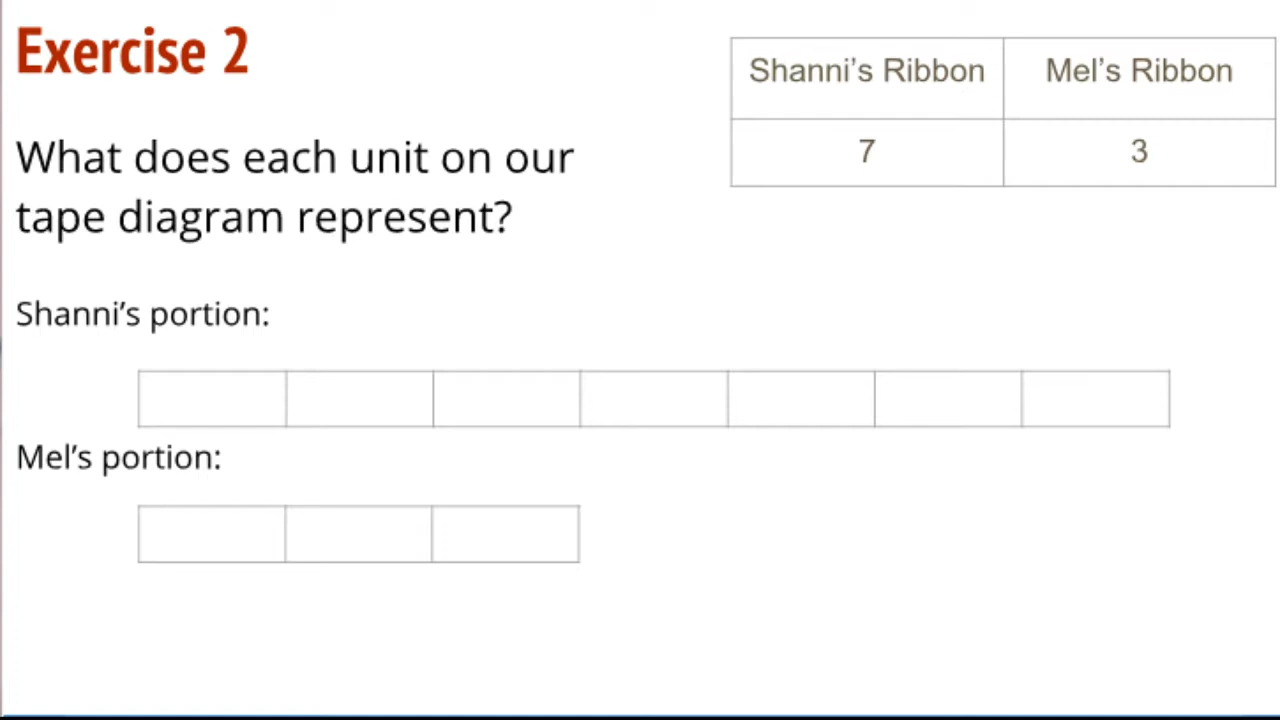 Exercise 2
Shanni’s Ribbon Mel’s Ribbon
7 3
What does each unit on our
tape diagram represent?
Shanni’s portion:
Mel’s portion: